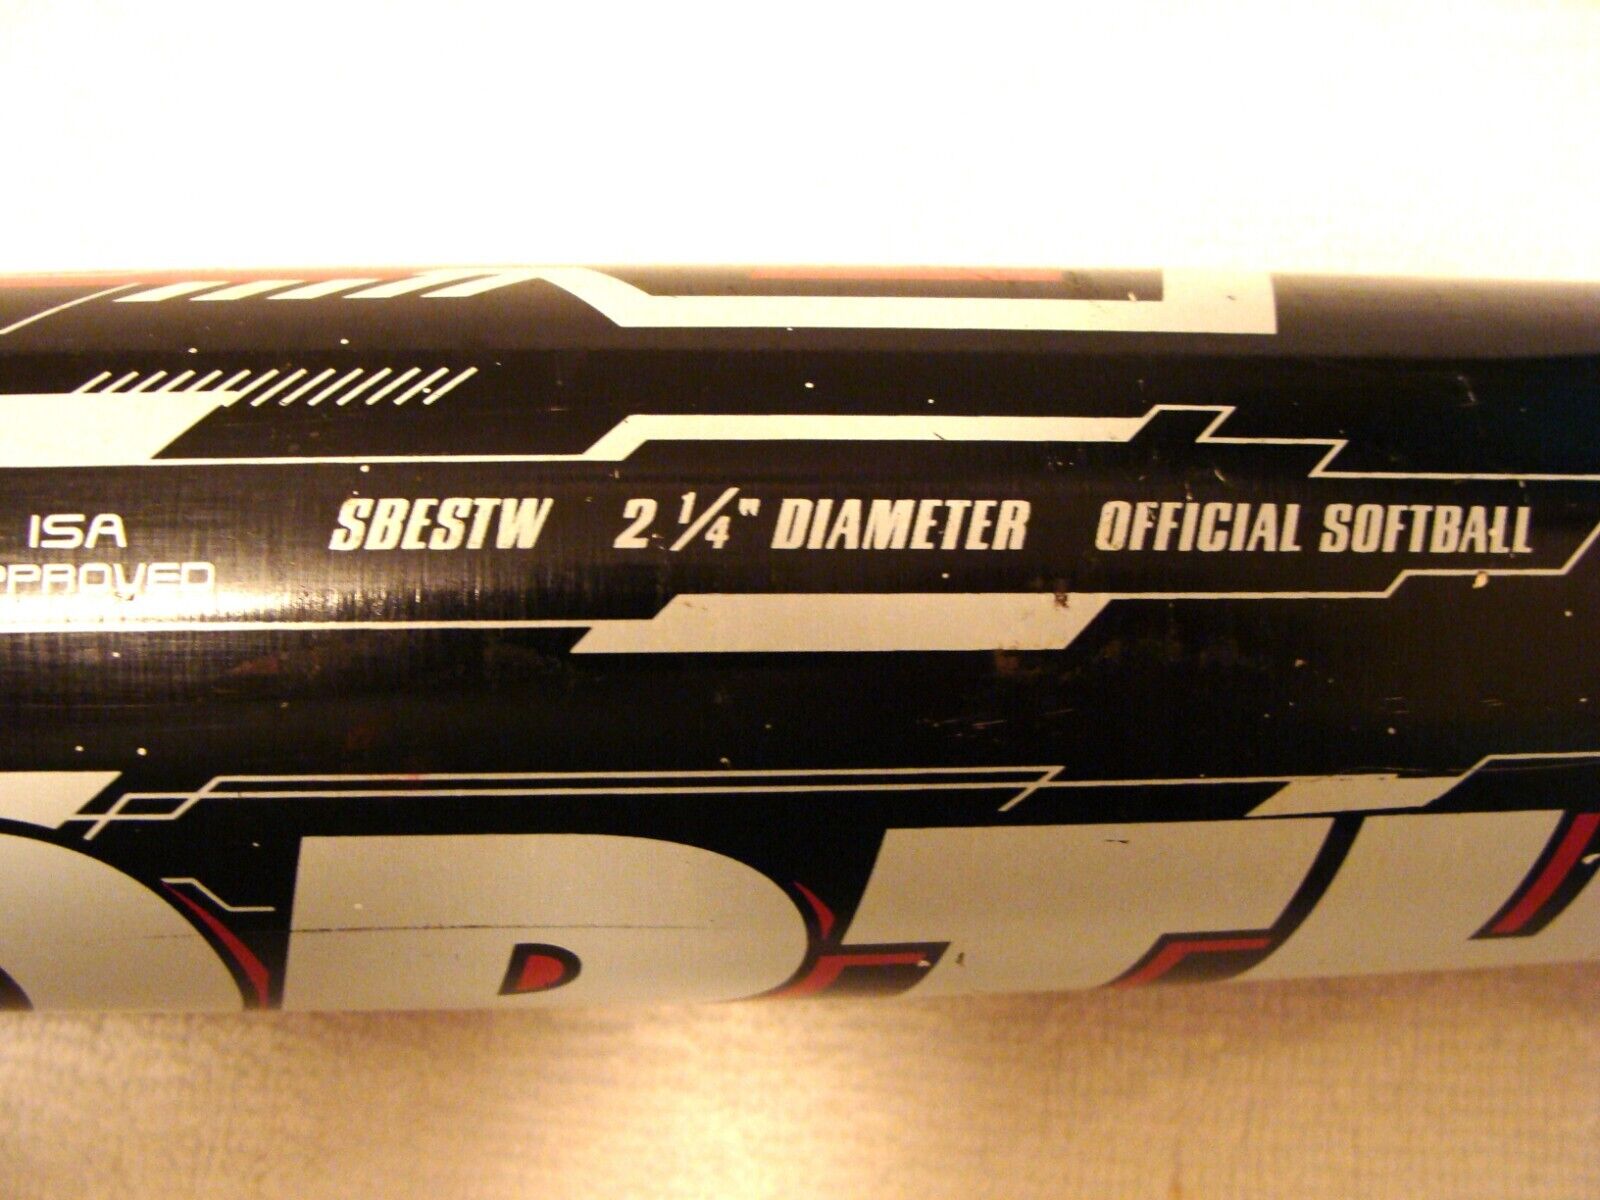 ISA
SBESTW 2 1/4" DIAMETER OFFICIAL SOFTBALL